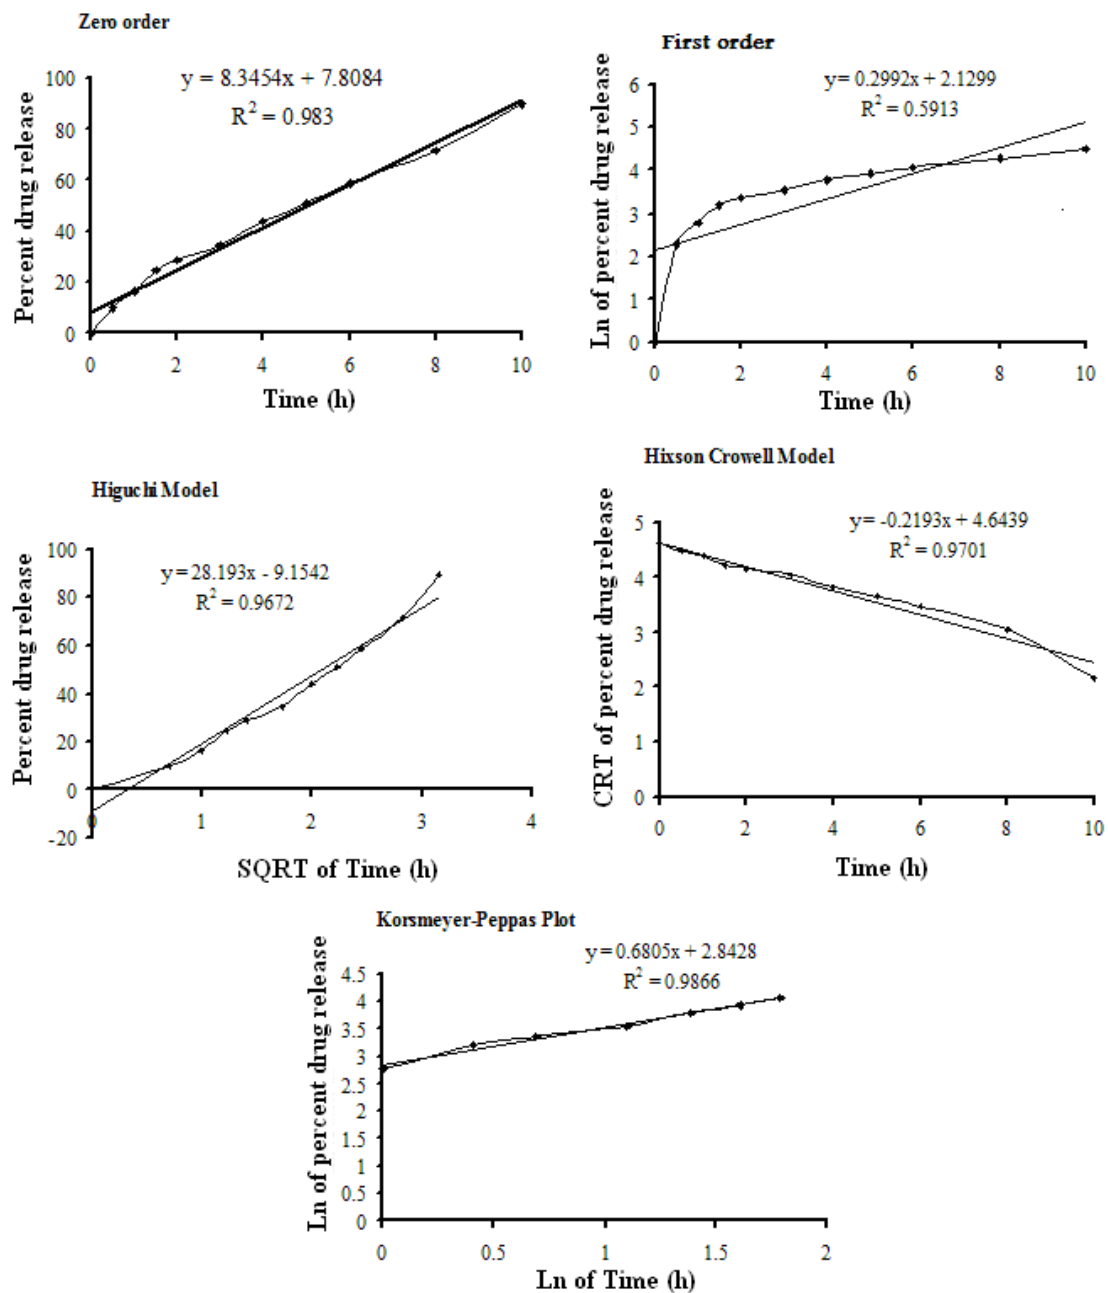 Zero order
y = 8.3454x + 7.8084
R² = 0.983
100
80
60
40
20
0
0 2 4 6 8 10
Percent drug release
Time (h)
First order
y= 0.2992x + 2.1299
R² = 0.5913
6
5
4
3
2
1
0
0 2 4 6 8 10
Ln of percent drug release
Time (h)
Higuchi Model
y = 28.193x - 9.1542
R² = 0.9672
100
80
60
40
20
0
-20
0 1 2 3 4
Percent drug release
SQRT of Time (h)
Hixson Crowell Model
y= -0.2193x + 4.6439
R² = 0.9701
5
4
3
2
1
0
0 2 4 6 8 10
CRT of percent drug release
Time (h)
Korsmeyer-Peppas Plot
y = 0.6805x + 2.8428
R² = 0.9866
4.5
4
3.5
3
2.5
2
1.5
1
0.5
0
0 0.5 1 1.5 2
Ln of percent drug release
Ln of Time (h)